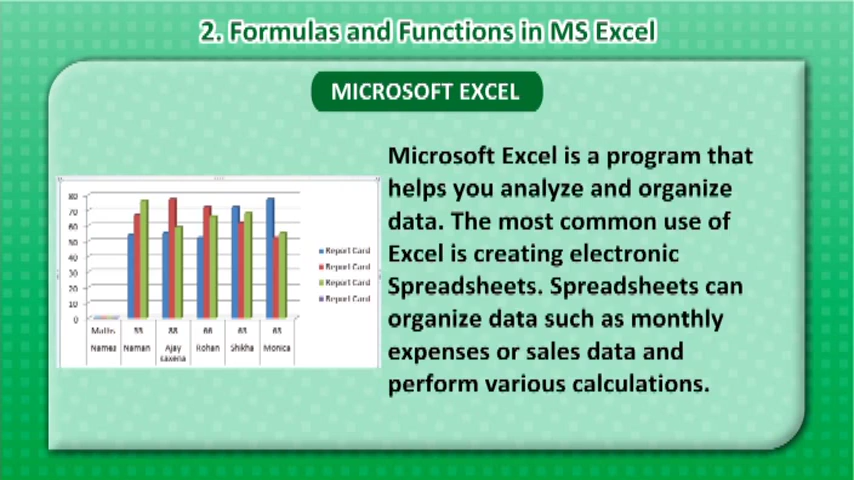 2. Formulas and Functions in MS Excel
MICROSOFT EXCEL
Microsoft Excel is a program that
helps you analyze and organize
data. The most common use of
Excel is creating electronic
Spreadsheets. Spreadsheets can
organize data such as monthly
expenses or sales data and
perform various calculations.
80
70
60
50
40
30
20
10
0
Report Card
Report Card
Report Card
Report Card
Maths
Names Naman Ajay Rohan Shikha Monica
saxena